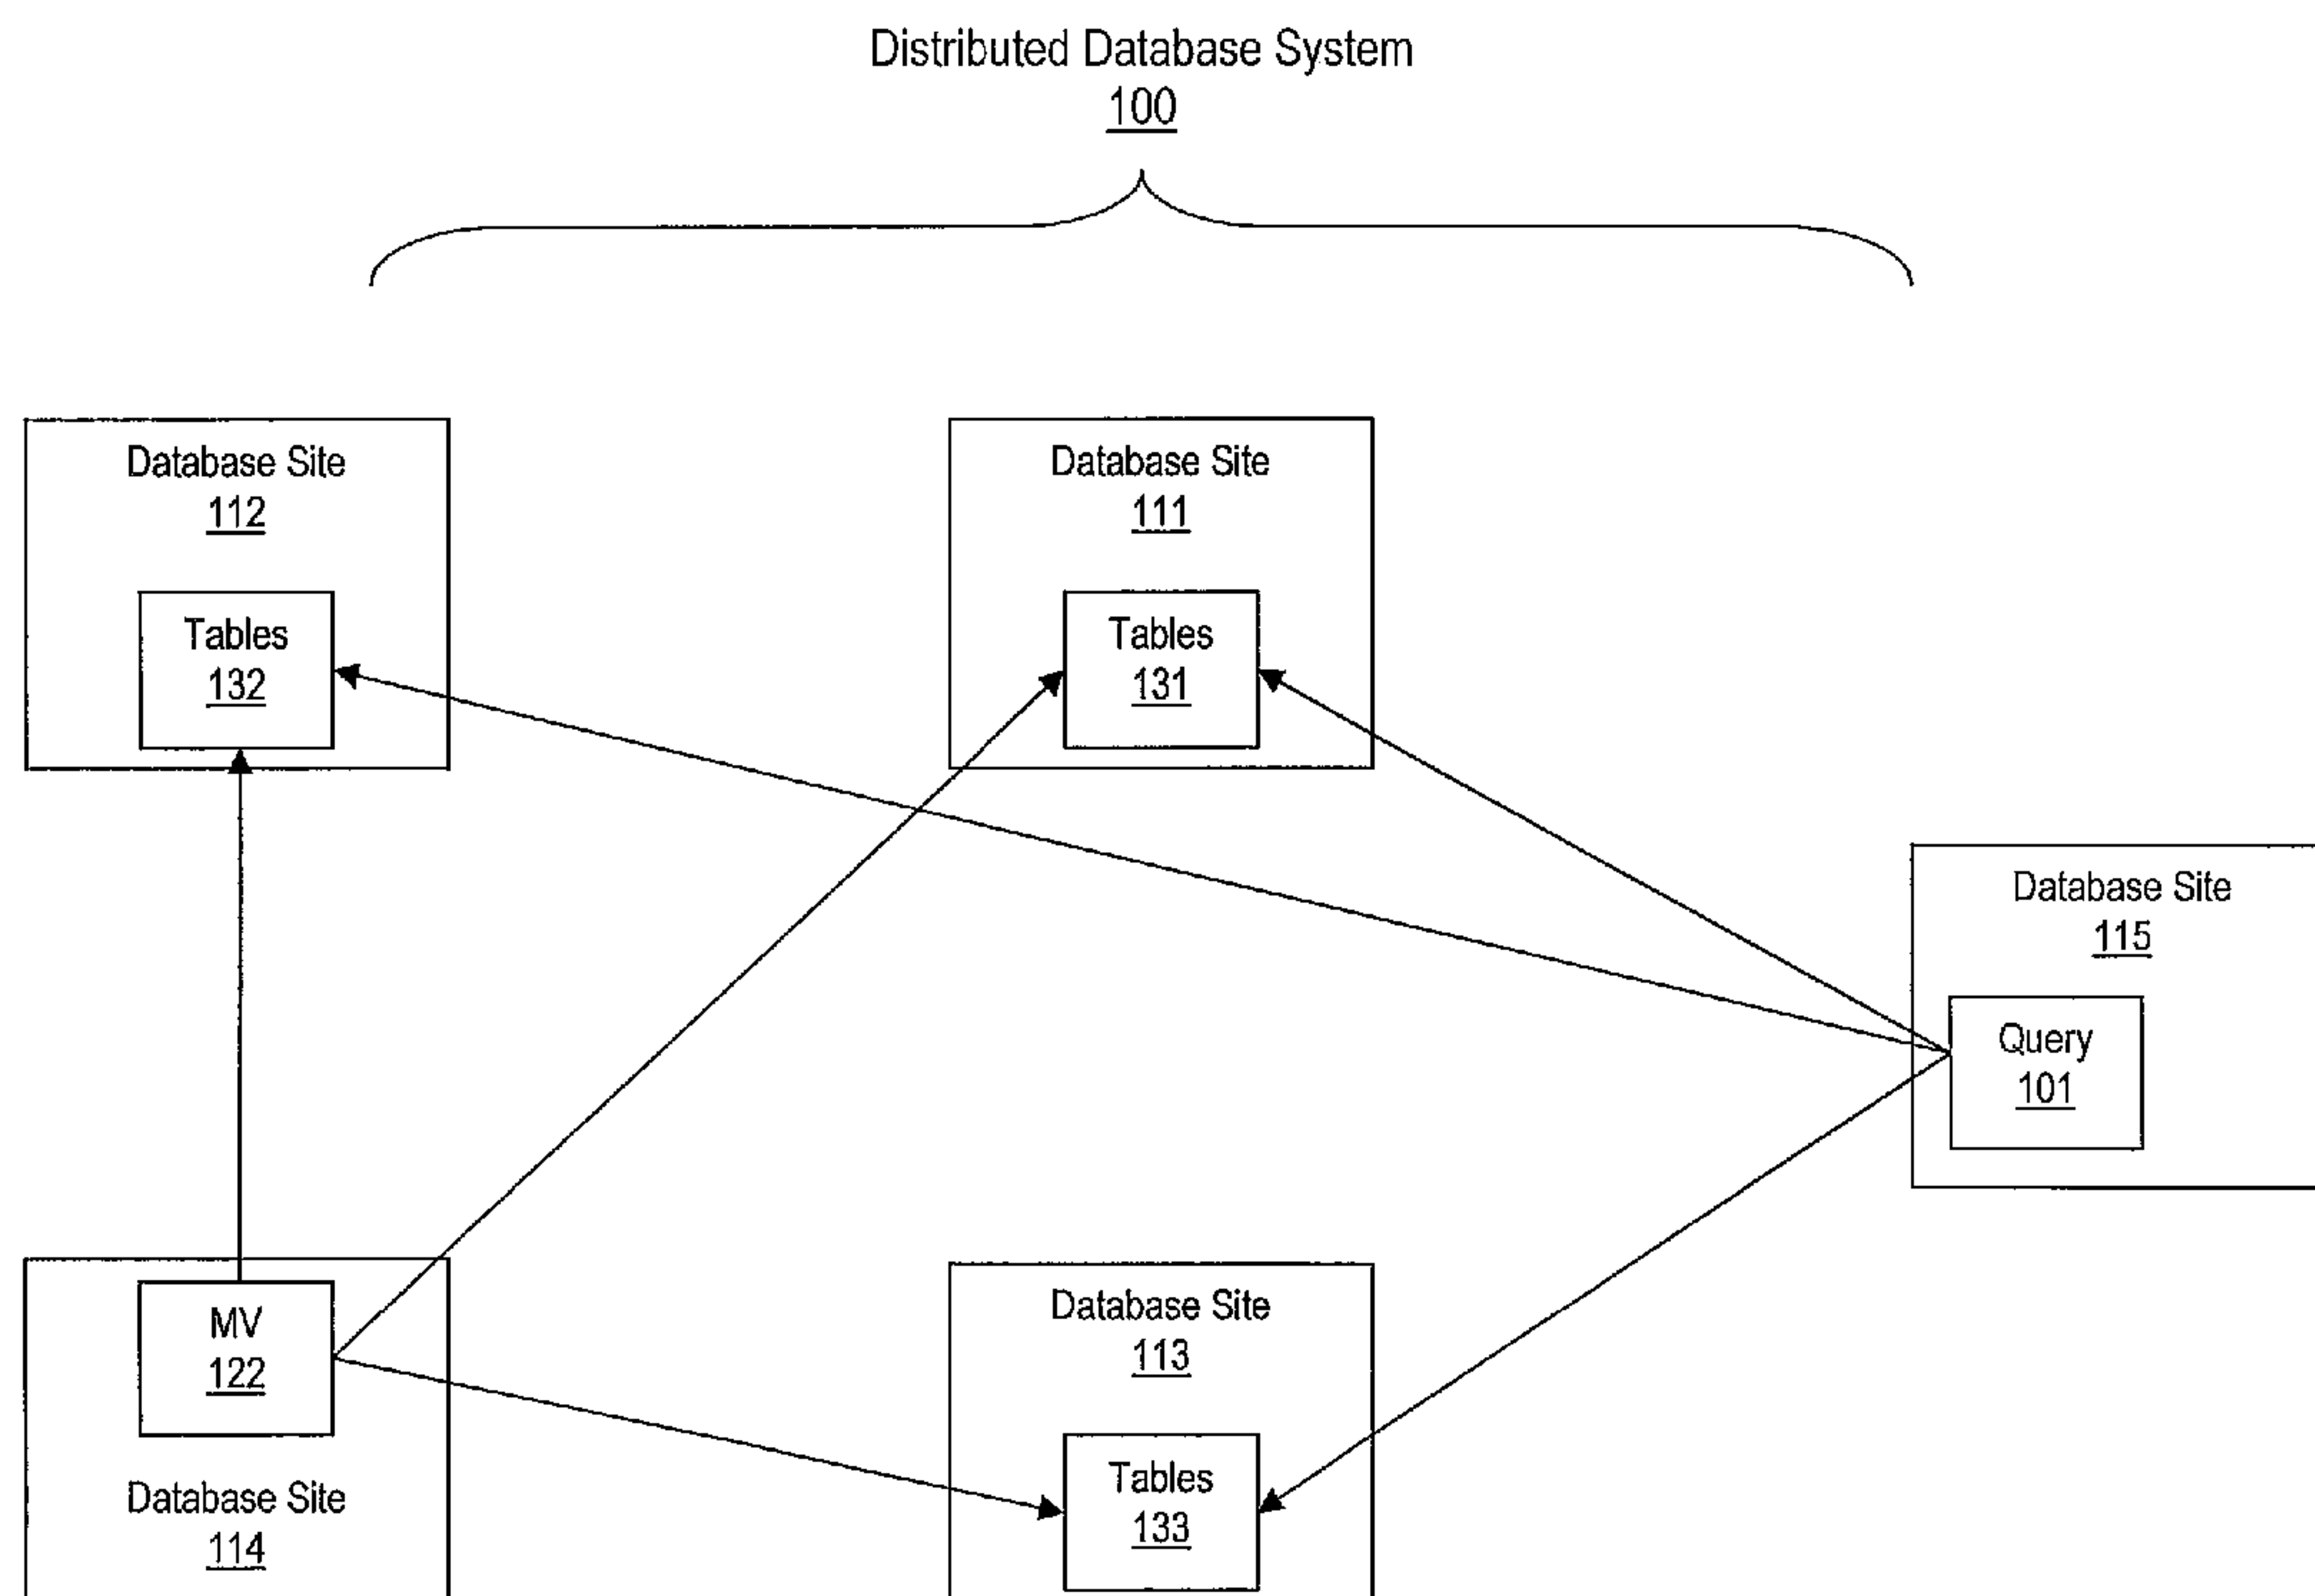 Distributed Database System
100
Database Site
112
Tables
132
Database Site
111
Tables
131
Database Site
115
Query
101
MV
122
Database Site
114
Database Site
113
Tables
133